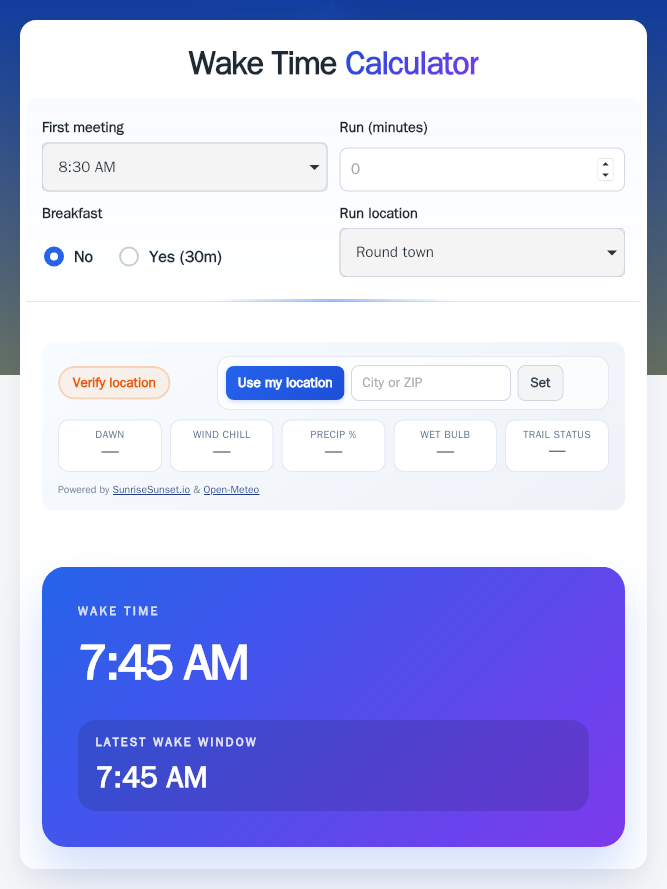 Wake Time Calculator
First meeting
Run (minutes)
8:30 AM
0
Breakfast
Run location
No
Yes (30m)
Round town
Verify location
Use my location
City or ZIP
Set
DAWN
WIND CHILL
PRECIP %
WET BULB
TRAIL STATUS
—
—
—
—
—
Powered by SunriseSunset.io & Open-Meteo
WAKE TIME
7:45 AM
LATEST WAKE WINDOW
7:45 AM